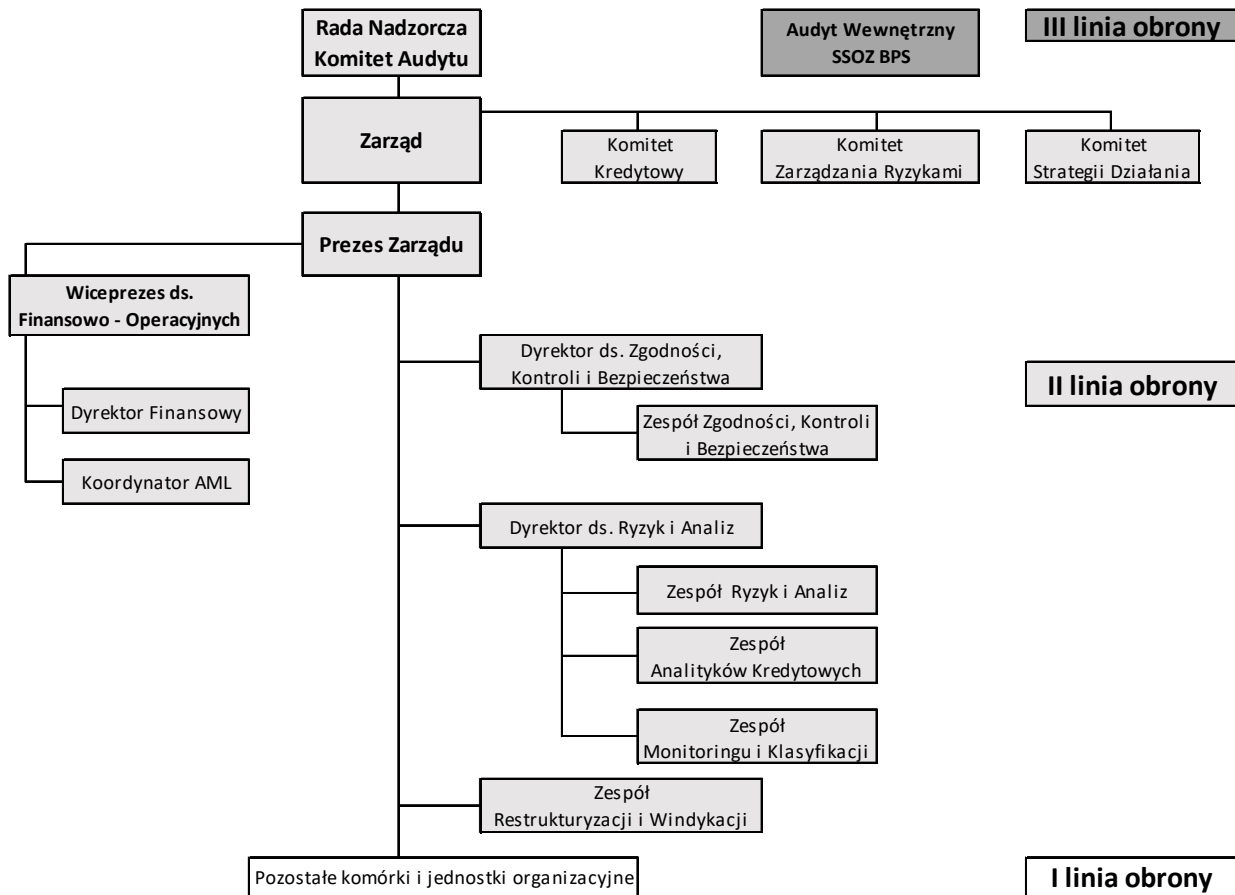 Rada Nadzorcza
Komitet Audytu
Audyt Wewnętrzny
SSOZ BPS
III linia obrony
Zarząd
Komitet
Kredytowy
Komitet
Zarządzania Ryzykami
Komitet
Strategii Działania
Prezes Zarządu
Wiceprezes ds.
Finansowo - Operacyjnych
Dyrektor ds. Zgodności,
Kontroli i Bezpieczeństwa
II linia obrony
Dyrektor Finansowy
Zespół Zgodności, Kontroli
i Bezpieczeństwa
Koordynator AML
Dyrektor ds. Ryzyk i Analiz
Zespół Ryzyk i Analiz
Zespół
Analityków Kredytowych
Zespół
Monitoringu i Klasyfikacji
Zespół
Restrukturyzacji i Windykacji
Pozostałe komórki i jednostki organizacyjne
I linia obrony